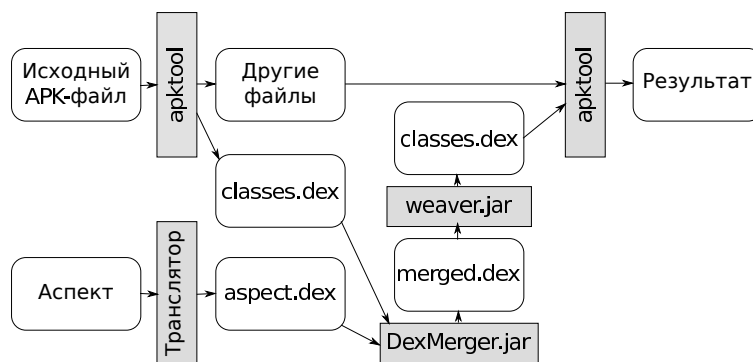 Исходный
APK-файл
apktool
Другие
файлы
apktool
Результат
classes.dex
classes.dex
weaver.jar
Аспект
Транслятор
aspect.dex
merged.dex
DexMerger.jar